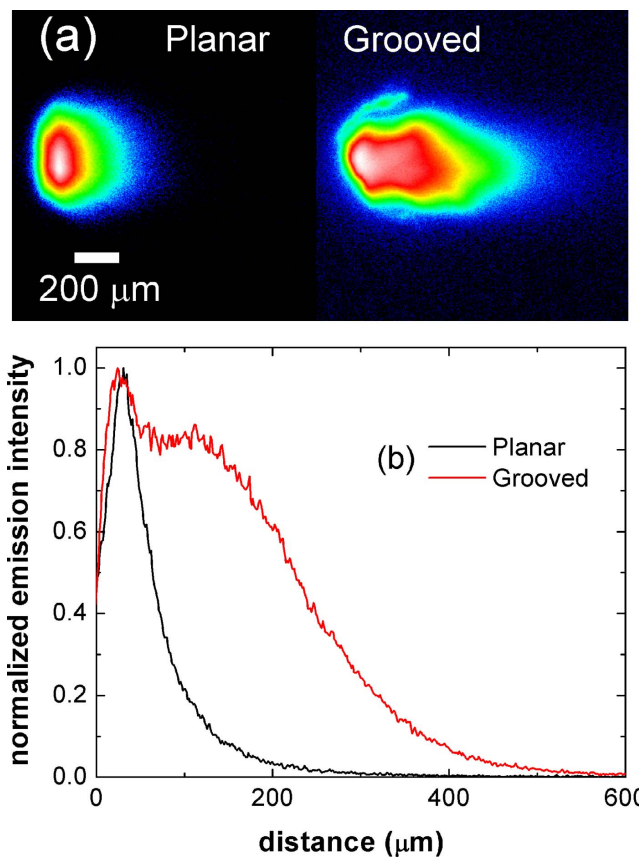 (a) Planar Grooved
200 μm
normalized emission intensity
1.0
0.8
0.6
0.4
0.2
0.0
(b)
Planar
Grooved
0 200 400 600
distance (μm)